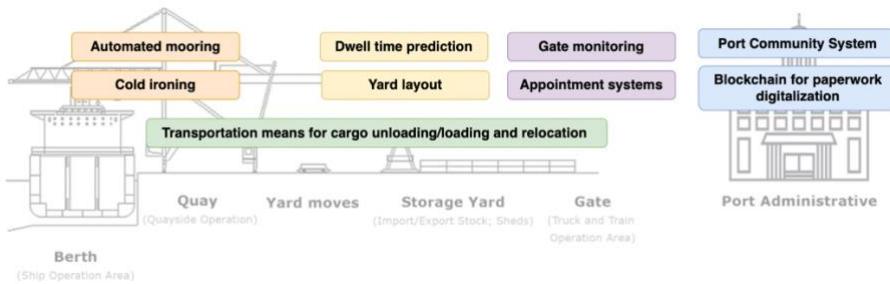 Automated mooring
Dwell time prediction
Gate monitoring
Port Community System
Cold ironing
Yard layout
Appointment systems
Blockchain for paperwork
digitalization
Transportation means for cargo unloading/loading and relocation
Quay
(Quayside Operation)
Yard moves
Storage Yard
(Import/Export Stock; Sheds)
Gate
(Truck and Train
Operation Area)
Port Administrative
Berth
(Ship Operation Area)